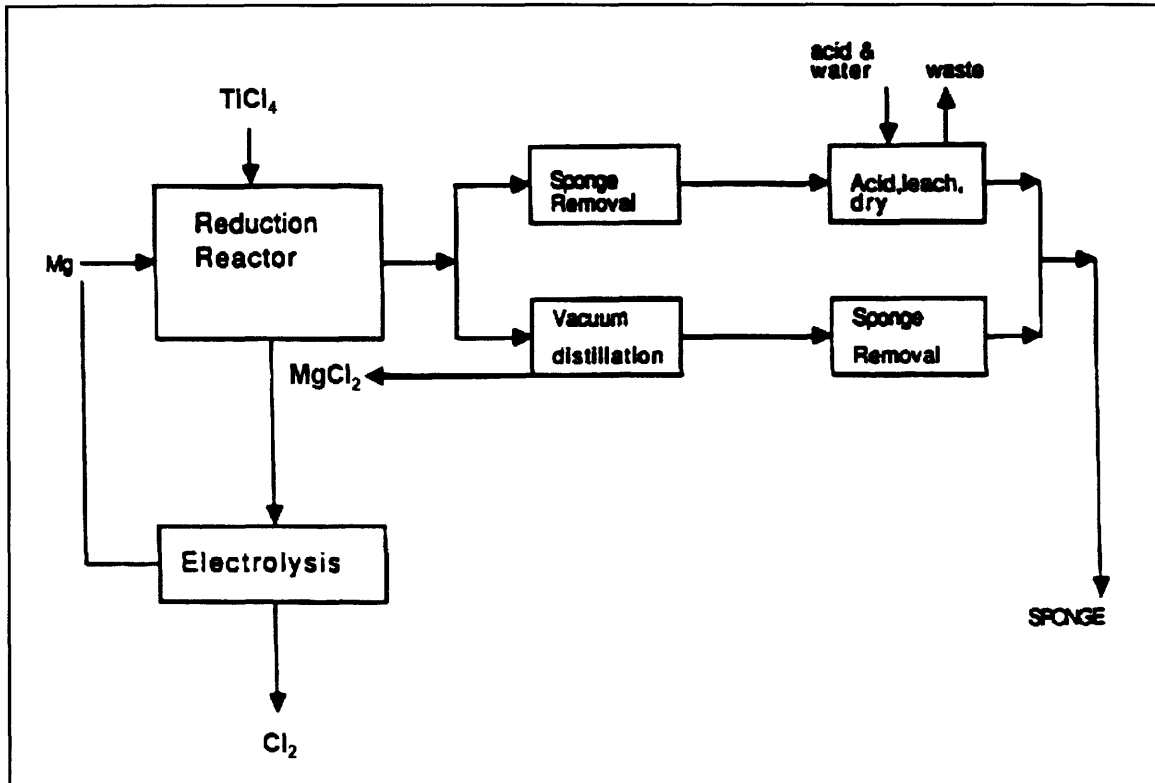 acid &
water
waste
TiCl₄
Reduction
Reactor
Sponge
Removal
Acid,leach,
dry
Mg
Vacuum
distillation
Sponge
Removal
MgCl₂
Electrolysis
SPONGE
Cl₂